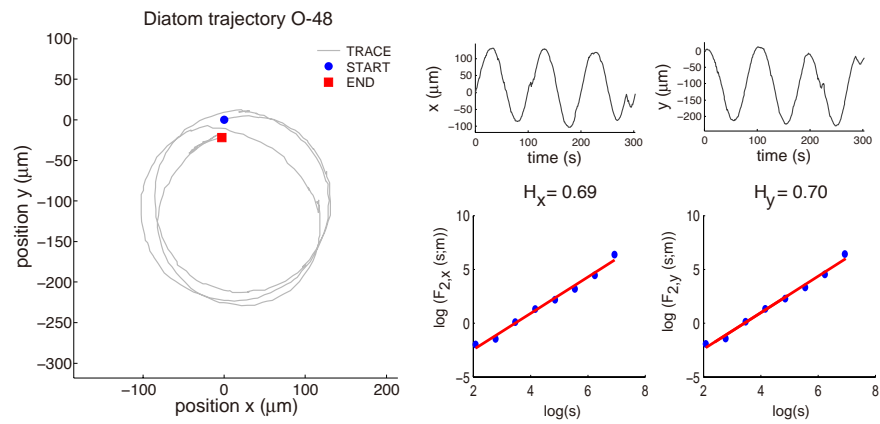 Diatom trajectory O-48
TRACE
START
END
position y (μm)
100
50
0
−50
−100
−150
−200
−250
−300
−100
0
100
200
position x (μm)
x (μm)
100
50
0
−50
−100
0
100
200
300
time (s)
y (μm)
0
−50
−100
−150
−200
0
100
200
300
time (s)
Hx= 0.69
log (F2,x (s;m))
10
5
0
−5
2
4
6
8
log(s)
Hy= 0.70
log (F2,y (s;m))
10
5
0
−5
2
4
6
8
log(s)